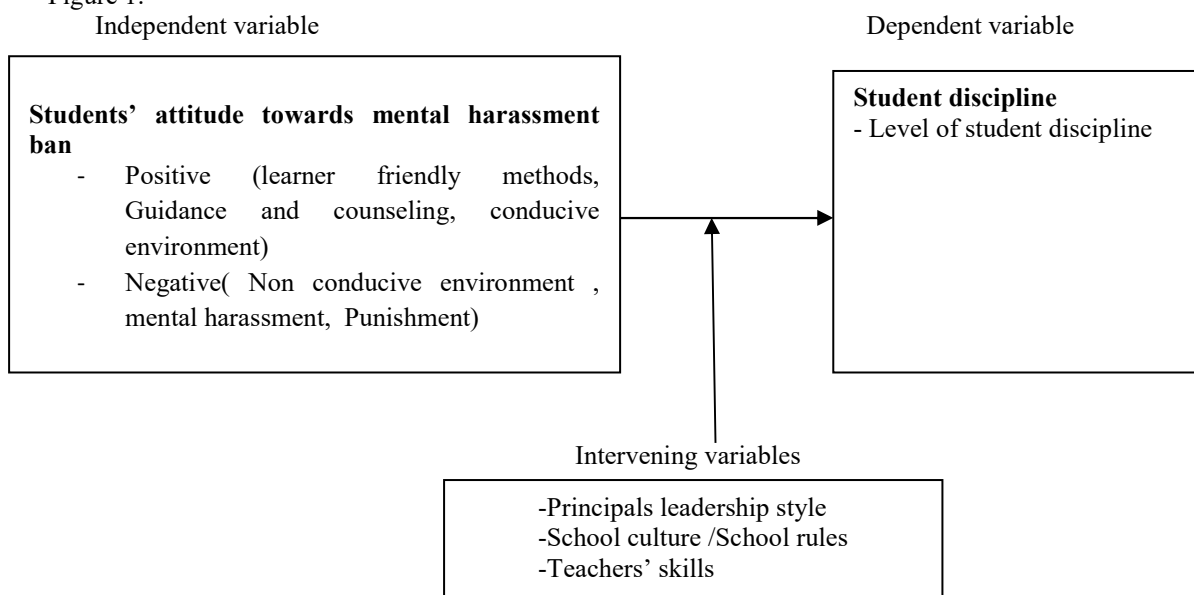 Figure 1:
Independent variable
Dependent variable
Students’ attitude towards mental harassment
ban
- Positive (learner friendly methods,
Guidance and counseling, conducive
environment)
- Negative( Non conducive environment ,
mental harassment, Punishment)
Student discipline
- Level of student discipline
Intervening variables
-Principals leadership style
-School culture /School rules
-Teachers’ skills